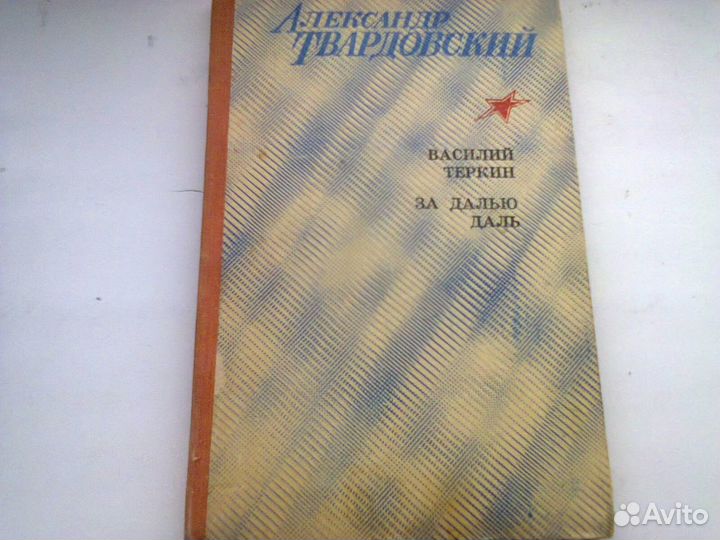 Александр
Твардовский
ВАСИЛИЙ
ТЕРКИН
ЗА ДАЛЬЮ
ДАЛЬ
Avito